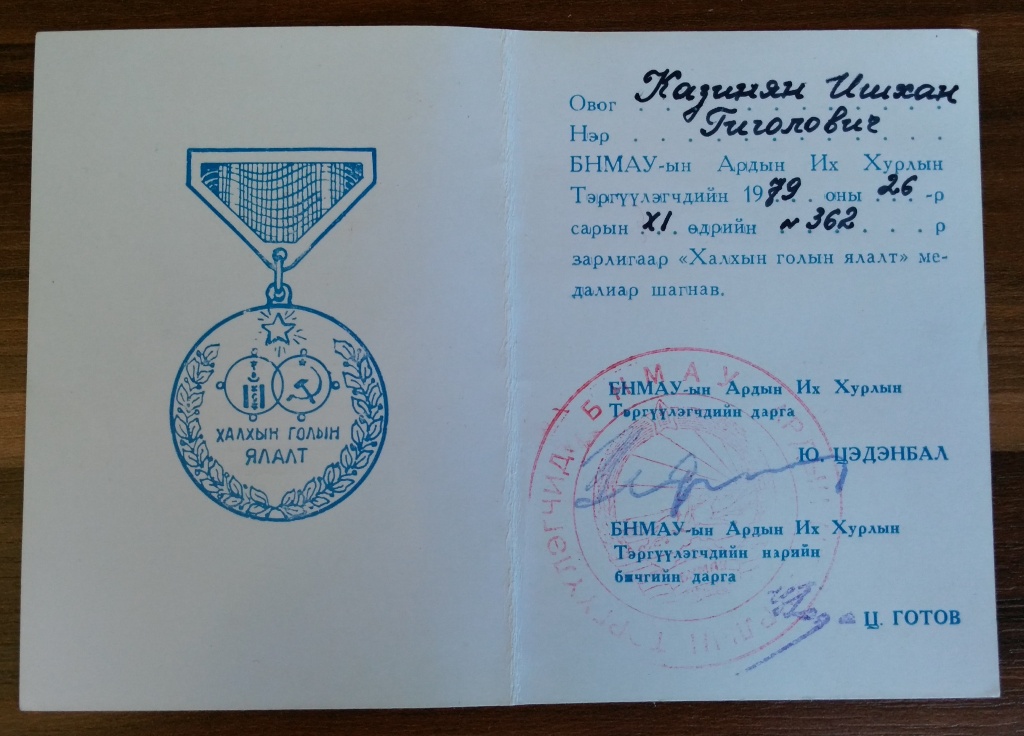 ХАЛХЫН ГОЛЫН
ЯЛАЛТ
Овог Казинян Ишхан
Нэр Гиголович
БНМАУ-ын Ардын Их Хурлын
Тэргүүлэгчдийн 1979 оны 26-р
сарын XI өдрийн №362 р
зарлигаар «Халхын голын ялалт» ме-
далиар шагнав.
БНМАУ-ын Ардын Их Хурлын
Тэргүүлэгчдийн дарга
Ю. ЦЭДЭНБАЛ
БНМАУ-ын Ардын Их Хурлын
Тэргүүлэгчдийн нарийн
бичгийн дарга
Ц. ГОТОВ
БНМАУ